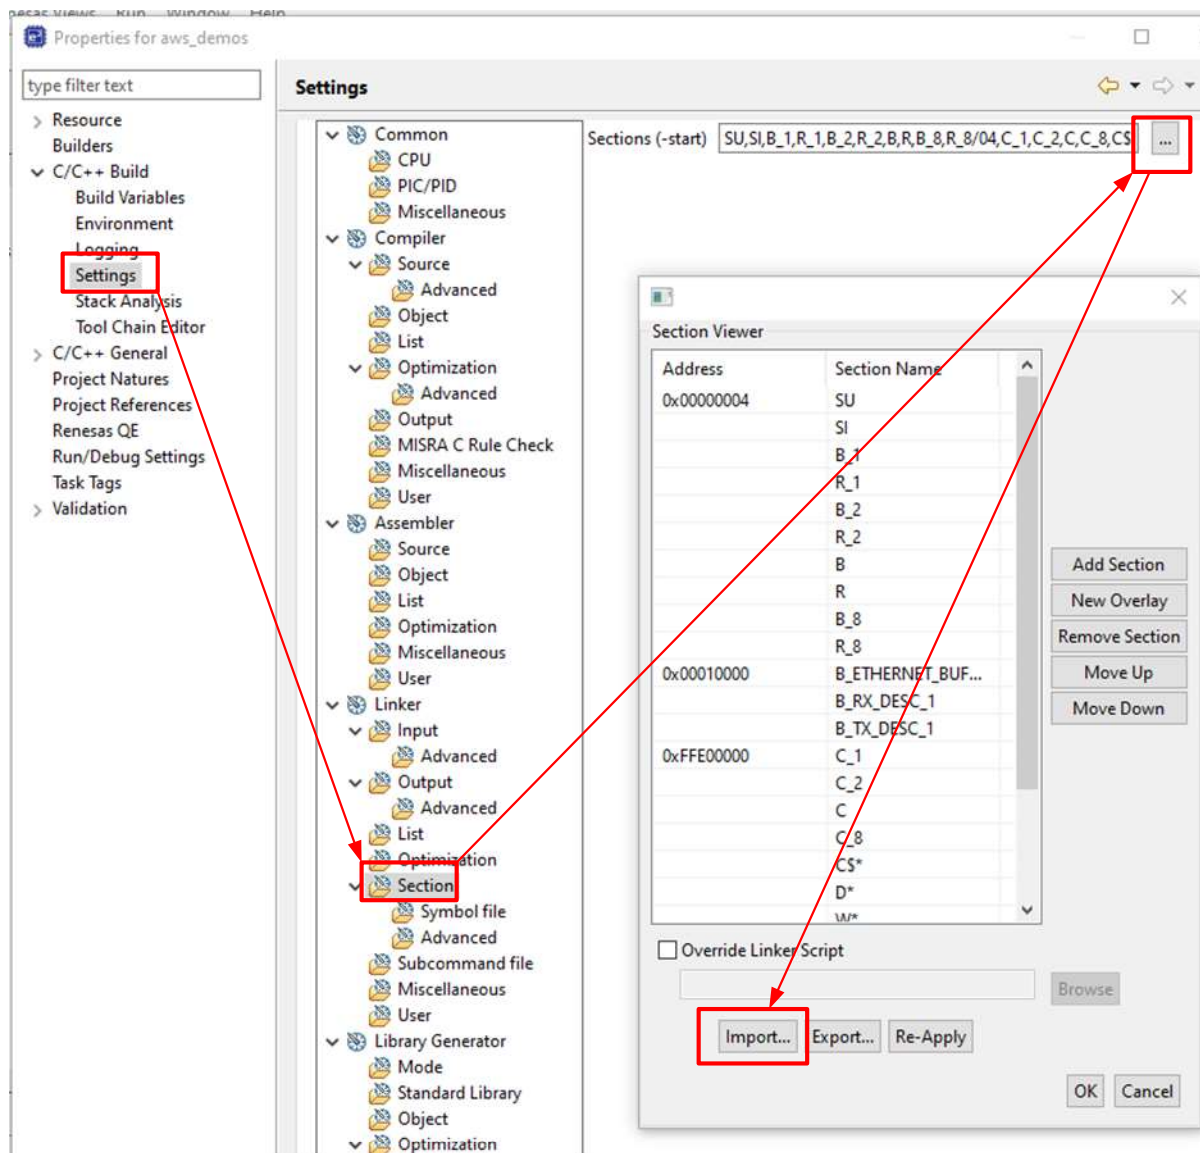 Renesas Views Run Window Help
Properties for aws_demos
type filter text
Resource
Builders
C/C++ Build
Build Variables
Environment
Logging
Settings
Stack Analysis
Tool Chain Editor
C/C++ General
Project Natures
Project References
Renesas QE
Run/Debug Settings
Task Tags
Validation
Settings
Common
CPU
PIC/PID
Miscellaneous
Compiler
Source
Advanced
Object
List
Optimization
Advanced
Output
MISRA C Rule Check
Miscellaneous
User
Assembler
Source
Object
List
Optimization
Miscellaneous
User
Linker
Input
Advanced
Output
Advanced
List
Optimization
Section
Symbol file
Advanced
Subcommand file
Miscellaneous
User
Library Generator
Mode
Standard Library
Object
Optimization
Sections (-start) SU,SI,B_1,R_1,B_2,R_2,B,R,B_8,R_8/04,C_1,C_2,C,C_8,C$ ...
Section Viewer
Address Section Name
0x00000004 SU
SI
B_1
R_1
B_2
R_2
B
R
B_8
R_8
0x00010000 B_ETHERNET_BUF...
B_RX_DESC_1
B_TX_DESC_1
0xFFE00000 C_1
C_2
C
C_8
C$*
D*
W*
Add Section
New Overlay
Remove Section
Move Up
Move Down
Override Linker Script
Browse
Import... Export... Re-Apply
OK Cancel